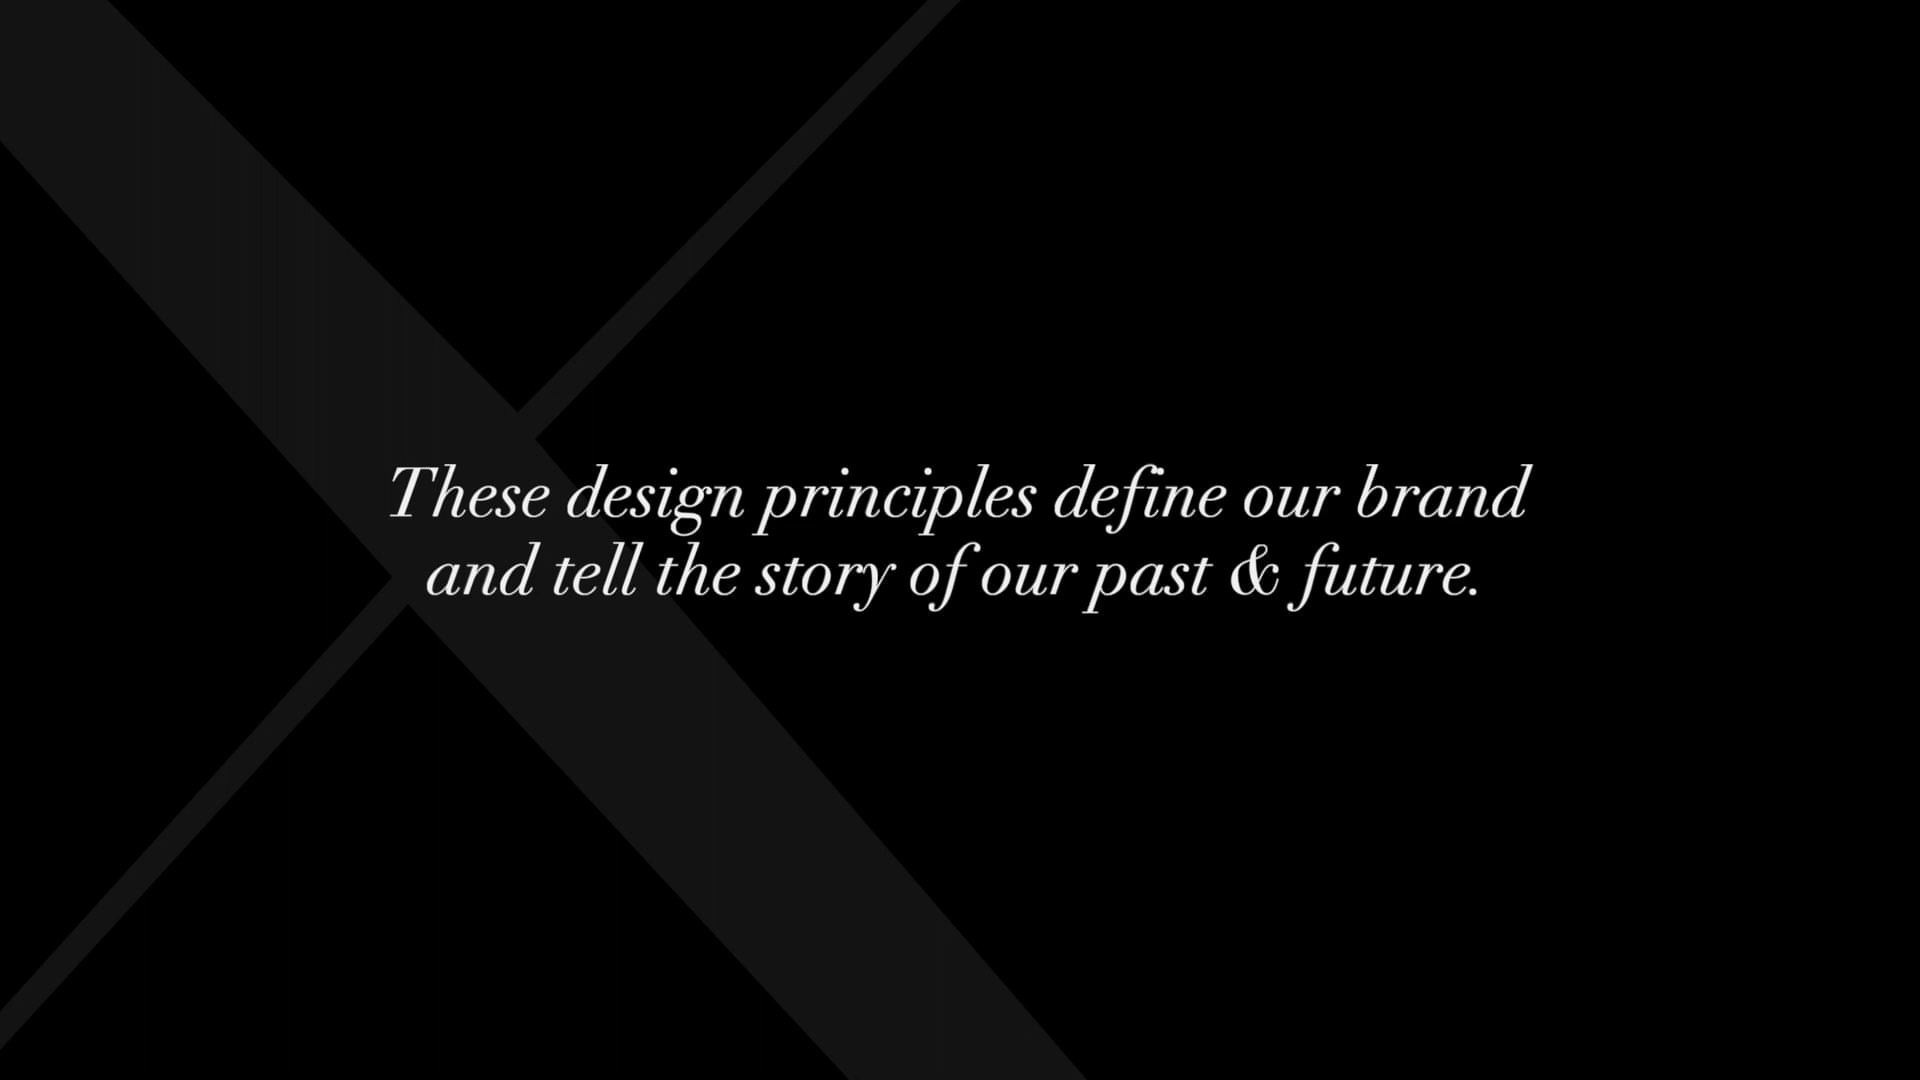 These design principles define our brand
and tell the story of our past & future.